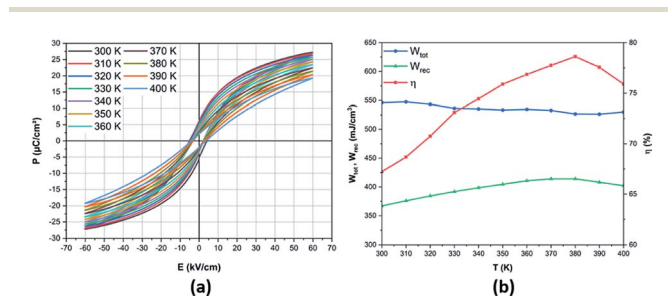 300 K 370 K
310 K 380 K
320 K 390 K
330 K 400 K
340 K
350 K
360 K
30
25
20
15
10
5
0
-5
-10
-15
-20
-25
-30
P (µC/cm²)
-70 -60 -50 -40 -30 -20 -10 0 10 20 30 40 50 60 70
E (kV/cm)
(a)
W_tot
W_rec
η
650
600
550
500
450
400
350
300
W_tot, W_rec (mJ/cm³)
80
75
70
65
60
η (%)
300 310 320 330 340 350 360 370 380 390 400
T (K)
(b)